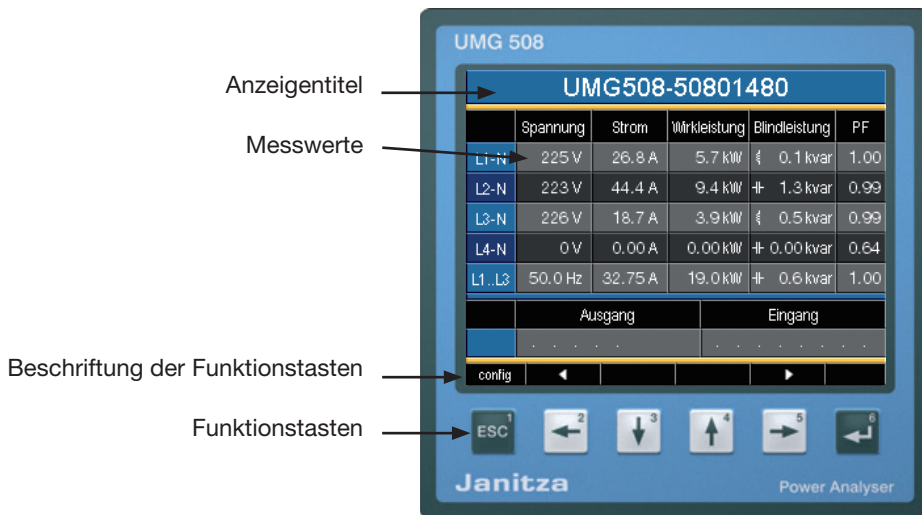 UMG 508
Anzeigentitel
UMG508-50801480
Messwerte
Spannung Strom Wirkleistung Blindleistung PF
L1-N 225 V 26.8 A 5.7 kW 0.1 kvar 1.00
L2-N 223 V 44.4 A 9.4 kW 1.3 kvar 0.99
L3-N 226 V 18.7 A 3.9 kW 0.5 kvar 0.99
L4-N 0 V 0.00 A 0.00 kW 0.00 kvar 0.64
L1..L3 50.0 Hz 32.75 A 19.0 kW 0.6 kvar 1.00
Ausgang Eingang
Beschriftung der Funktionstasten
config
Funktionstasten
ESC 1 2 3 4 5 6
Janitza Power Analyser